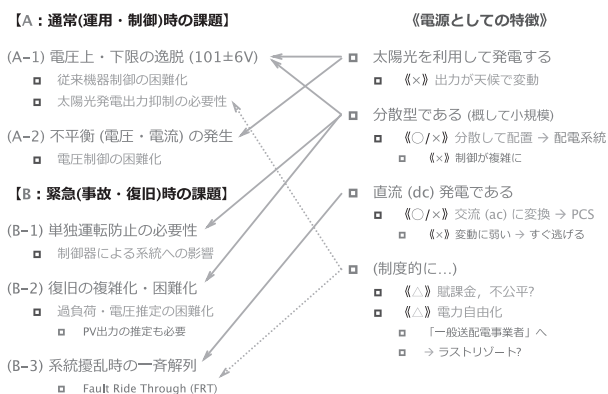 【A：通常(運用・制御)時の課題】
(A–1) 電圧上・下限の逸脱 (101±6V)
従来機器制御の困難化
太陽光発電出力抑制の必要性
(A–2) 不平衡 (電圧・電流) の発生
電圧制御の困難化
【B：緊急(事故・復旧)時の課題】
(B–1) 単独運転防止の必要性
制御器による系統への影響
(B–2) 復旧の複雑化・困難化
過負荷・電圧推定の困難化
PV出力の推定も必要
(B–3) 系統擾乱時の一斉解列
Fault Ride Through (FRT)
《電源としての特徴》
太陽光を利用して発電する
《×》出力が天候で変動
分散型である (概して小規模)
《○/×》分散して配置 → 配電系統
《×》制御が複雑に
直流 (dc) 発電である
《○/×》交流 (ac) に変換 → PCS
《×》変動に弱い → すぐ逃げる
(制度的に...)
《△》賦課金，不公平?
《△》電力自由化
「一般送配電事業者」へ
→ ラストリゾート?